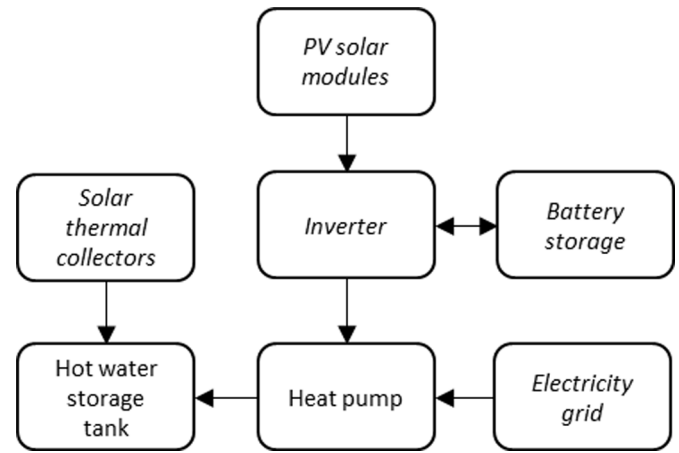 PV solar
modules
Solar
thermal
collectors
Inverter
Battery
storage
Hot water
storage
tank
Heat pump
Electricity
grid